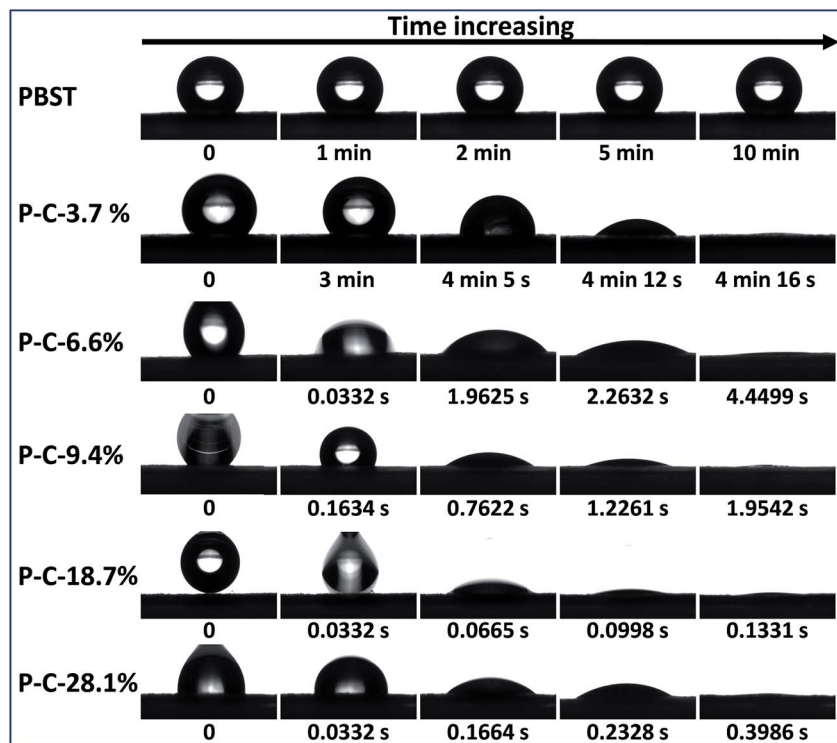 Time increasing
PBST
0 1 min 2 min 5 min 10 min
P-C-3.7 %
0 3 min 4 min 5 s 4 min 12 s 4 min 16 s
P-C-6.6%
0 0.0332 s 1.9625 s 2.2632 s 4.4499 s
P-C-9.4%
0 0.1634 s 0.7622 s 1.2261 s 1.9542 s
P-C-18.7%
0 0.0332 s 0.0665 s 0.0998 s 0.1331 s
P-C-28.1%
0 0.0332 s 0.1664 s 0.2328 s 0.3986 s